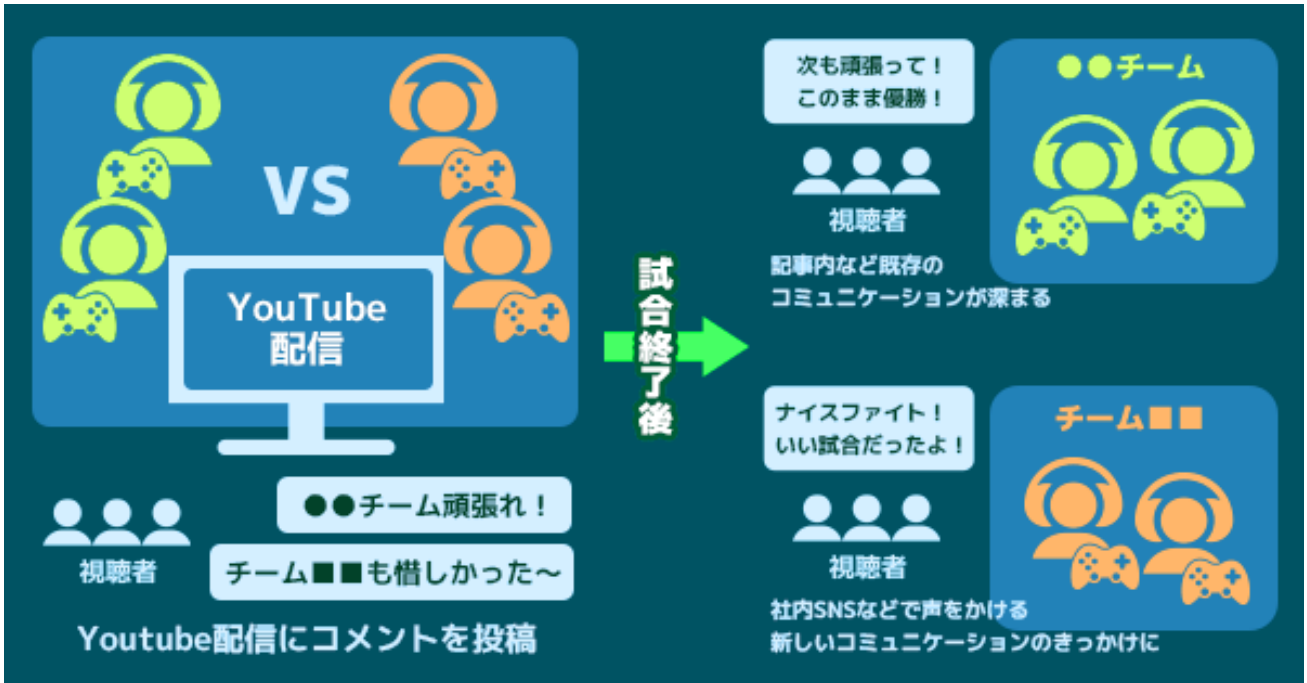 VS
YouTube
配信
視聴者
●●チーム頑張れ！
チーム■■も惜しかった～
Youtube配信にコメントを投稿
試合終了後
次も頑張って！
このまま優勝！
視聴者
●●チーム
記事内など既存の
コミュニケーションが深まる
ナイスファイト！
いい試合だったよ！
視聴者
チーム■■
社内SNSなどで声をかける
新しいコミュニケーションのきっかけに